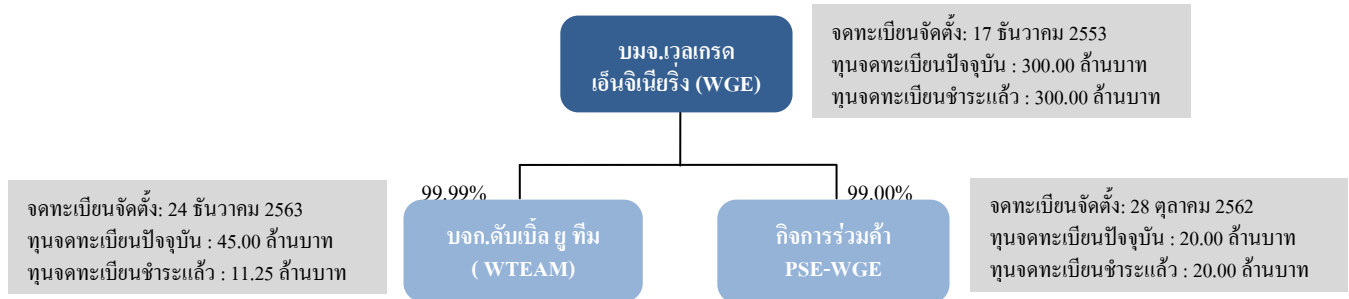 บมจ.เวลเกรด
เอ็นจิเนียริ่ง (WGE)
จดทะเบียนจัดตั้ง: 17 ธันวาคม 2553
ทุนจดทะเบียนปัจจุบัน : 300.00 ล้านบาท
ทุนจดทะเบียนชำระแล้ว : 300.00 ล้านบาท
จดทะเบียนจัดตั้ง: 24 ธันวาคม 2563
ทุนจดทะเบียนปัจจุบัน : 45.00 ล้านบาท
ทุนจดทะเบียนชำระแล้ว : 11.25 ล้านบาท
99.99%
บจก.ดับเบิ้ล ยู ทีม
( WTEAM)
99.00%
กิจการร่วมค้า
PSE-WGE
จดทะเบียนจัดตั้ง: 28 ตุลาคม 2562
ทุนจดทะเบียนปัจจุบัน : 20.00 ล้านบาท
ทุนจดทะเบียนชำระแล้ว : 20.00 ล้านบาท